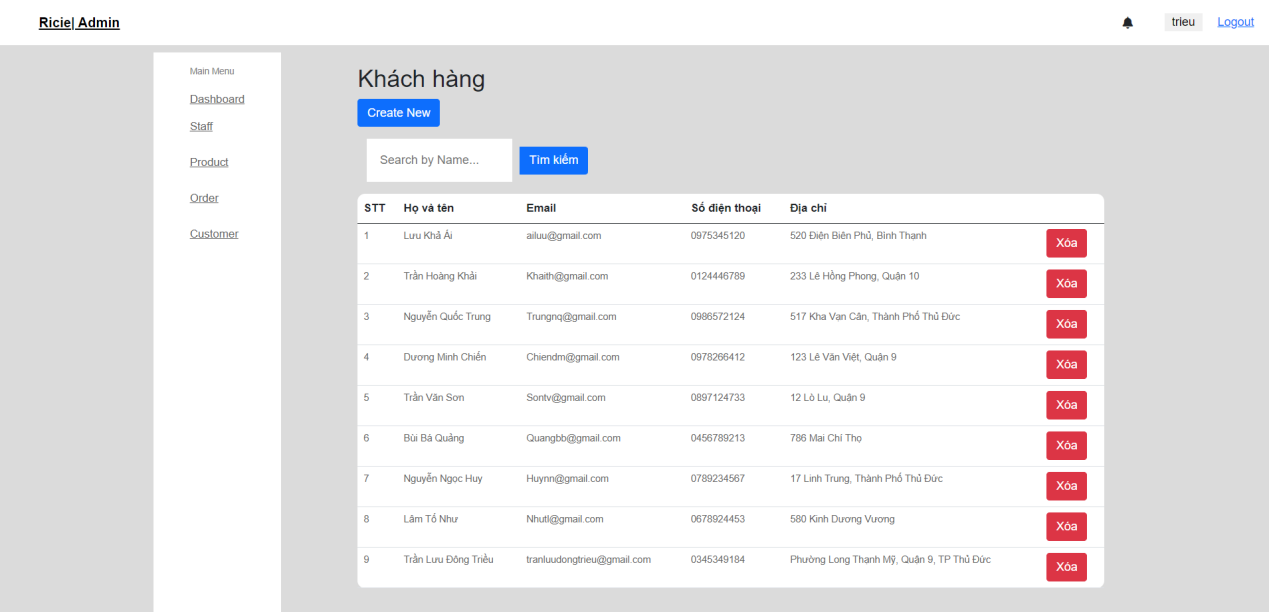 Ricie| Admin
trieu Logout
Main Menu
Dashboard
Staff
Product
Order
Customer
Khách hàng
Create New
Search by Name... Tìm kiếm
STT Họ và tên Email Số điện thoại Địa chỉ
1 Lưu Khả Ái ailuu@gmail.com 0975345120 520 Điện Biên Phủ, Bình Thạnh Xóa
2 Trần Hoàng Khải Khaith@gmail.com 0124446789 233 Lê Hồng Phong, Quận 10 Xóa
3 Nguyễn Quốc Trung Trungnq@gmail.com 0986572124 517 Kha Vạn Cân, Thành Phố Thủ Đức Xóa
4 Dương Minh Chiến Chiendm@gmail.com 0978266412 123 Lê Văn Việt, Quận 9 Xóa
5 Trần Văn Son Sontv@gmail.com 0897124733 12 Lò Lu, Quận 9 Xóa
6 Bùi Bá Quảng Quangbb@gmail.com 0456789213 786 Mai Chí Thọ Xóa
7 Nguyễn Ngọc Huy Huynn@gmail.com 0789234567 17 Linh Trung, Thành Phố Thủ Đức Xóa
8 Lâm Tố Như Nhutl@gmail.com 0678924453 580 Kinh Dương Vương Xóa
9 Trần Lưu Đông Triều tranluudongtrieu@gmail.com 0345349184 Phường Long Thạnh Mỹ, Quận 9, TP Thủ Đức Xóa